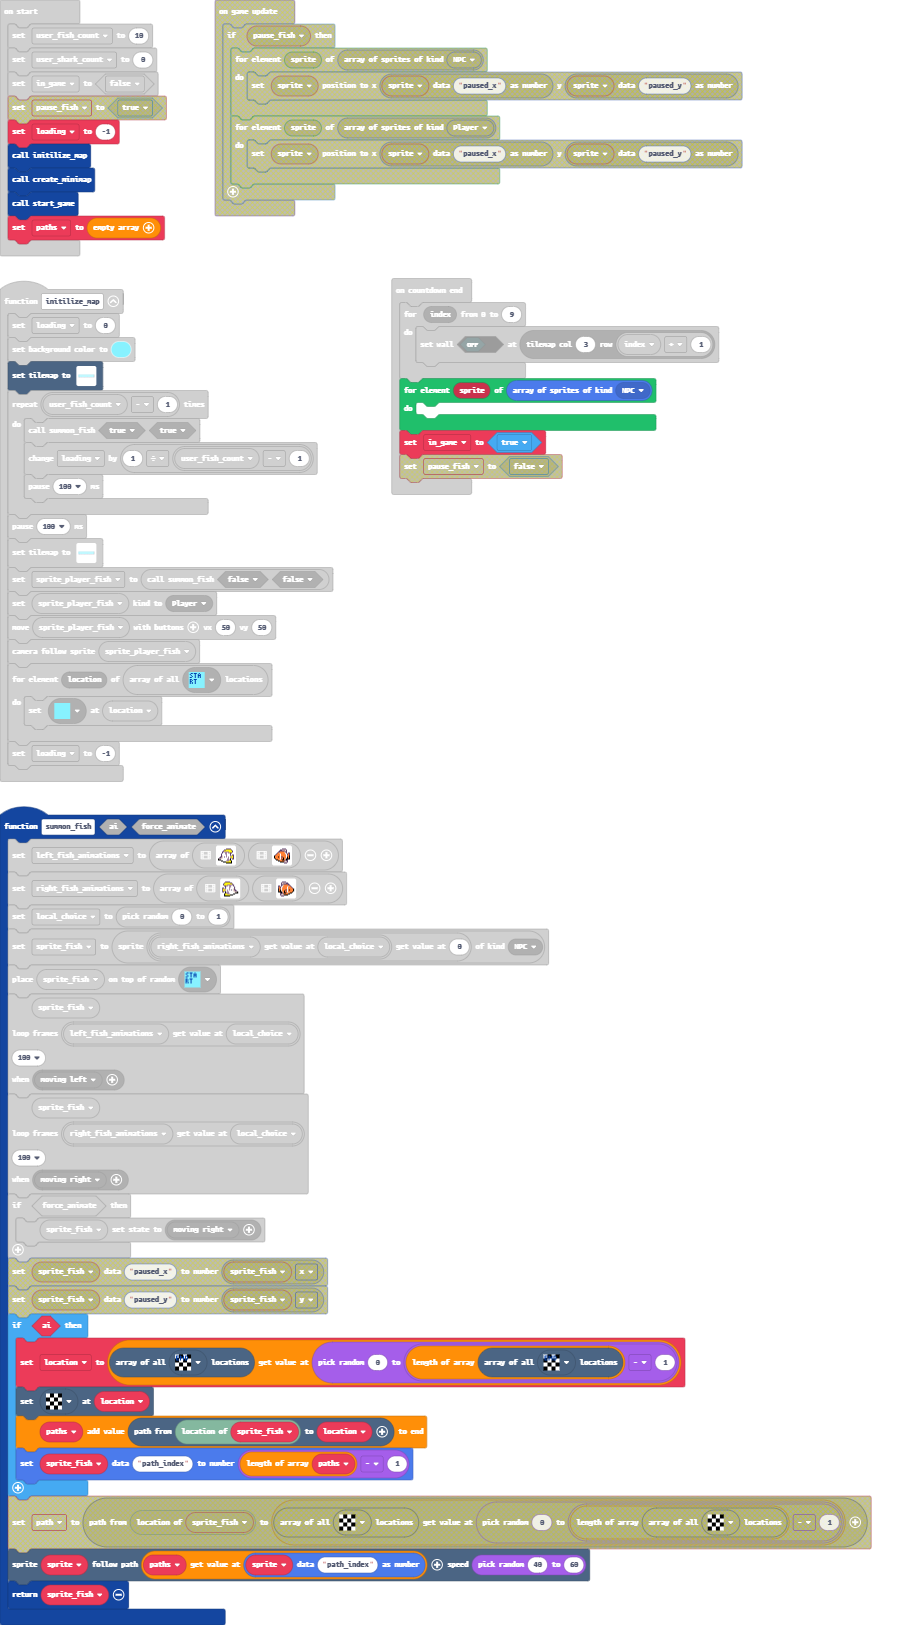 on start
set user_fish_count to 10
set user_shark_count to 0
set in_game to false
set pause_fish to true
set loading to -1
call initilize_map
call create_minimap
call start_game
set paths to empty array
on game update
if pause_fish then
for element sprite of array of sprites of kind NPC
do
set sprite position to x sprite data "paused_x" as number y sprite data "paused_y" as number
for element sprite of array of sprites of kind Player
do
set sprite position to x sprite data "paused_x" as number y sprite data "paused_y" as number
function initilize_map
set loading to 0
set background color to
set tilemap to
repeat user_fish_count - 1 times
do
call summon_fish true true
change loading by 1 ÷ user_fish_count - 1
pause 100 ms
pause 100 ms
set tilemap to
set sprite_player_fish to call summon_fish false false
set sprite_player_fish kind to Player
move sprite_player_fish with buttons vx 50 vy 50
camera follow sprite sprite_player_fish
for element location of array of all START locations
do
set at location
set loading to -1
on countdown end
for index from 0 to 9
do
set wall off at tilemap col 3 row index + 1
for element sprite of array of sprites of kind NPC
do
set in_game to true
set pause_fish to false
function summon_fish ai force_animate
set left_fish_animations to array of
set right_fish_animations to array of
set local_choice to pick random 0 to 1
set sprite_fish to sprite right_fish_animations get value at local_choice get value at 0 of kind NPC
place sprite_fish on top of random START
sprite_fish
loop frames left_fish_animations get value at local_choice
100
when moving left
sprite_fish
loop frames right_fish_animations get value at local_choice
100
when moving right
if force_animate then
sprite_fish set state to moving right
set sprite_fish data "paused_x" to number sprite_fish x
set sprite_fish data "paused_y" to number sprite_fish y
if ai then
set location to array of all locations get value at pick random 0 to length of array array of all locations - 1
set at location
paths add value path from location of sprite_fish to location to end
set sprite_fish data "path_index" to number length of array paths - 1
set path to path from location of sprite_fish to array of all locations get value at pick random 0 to length of array array of all locations - 1
sprite sprite follow path paths get value at sprite data "path_index" as number speed pick random 40 to 60
return sprite_fish